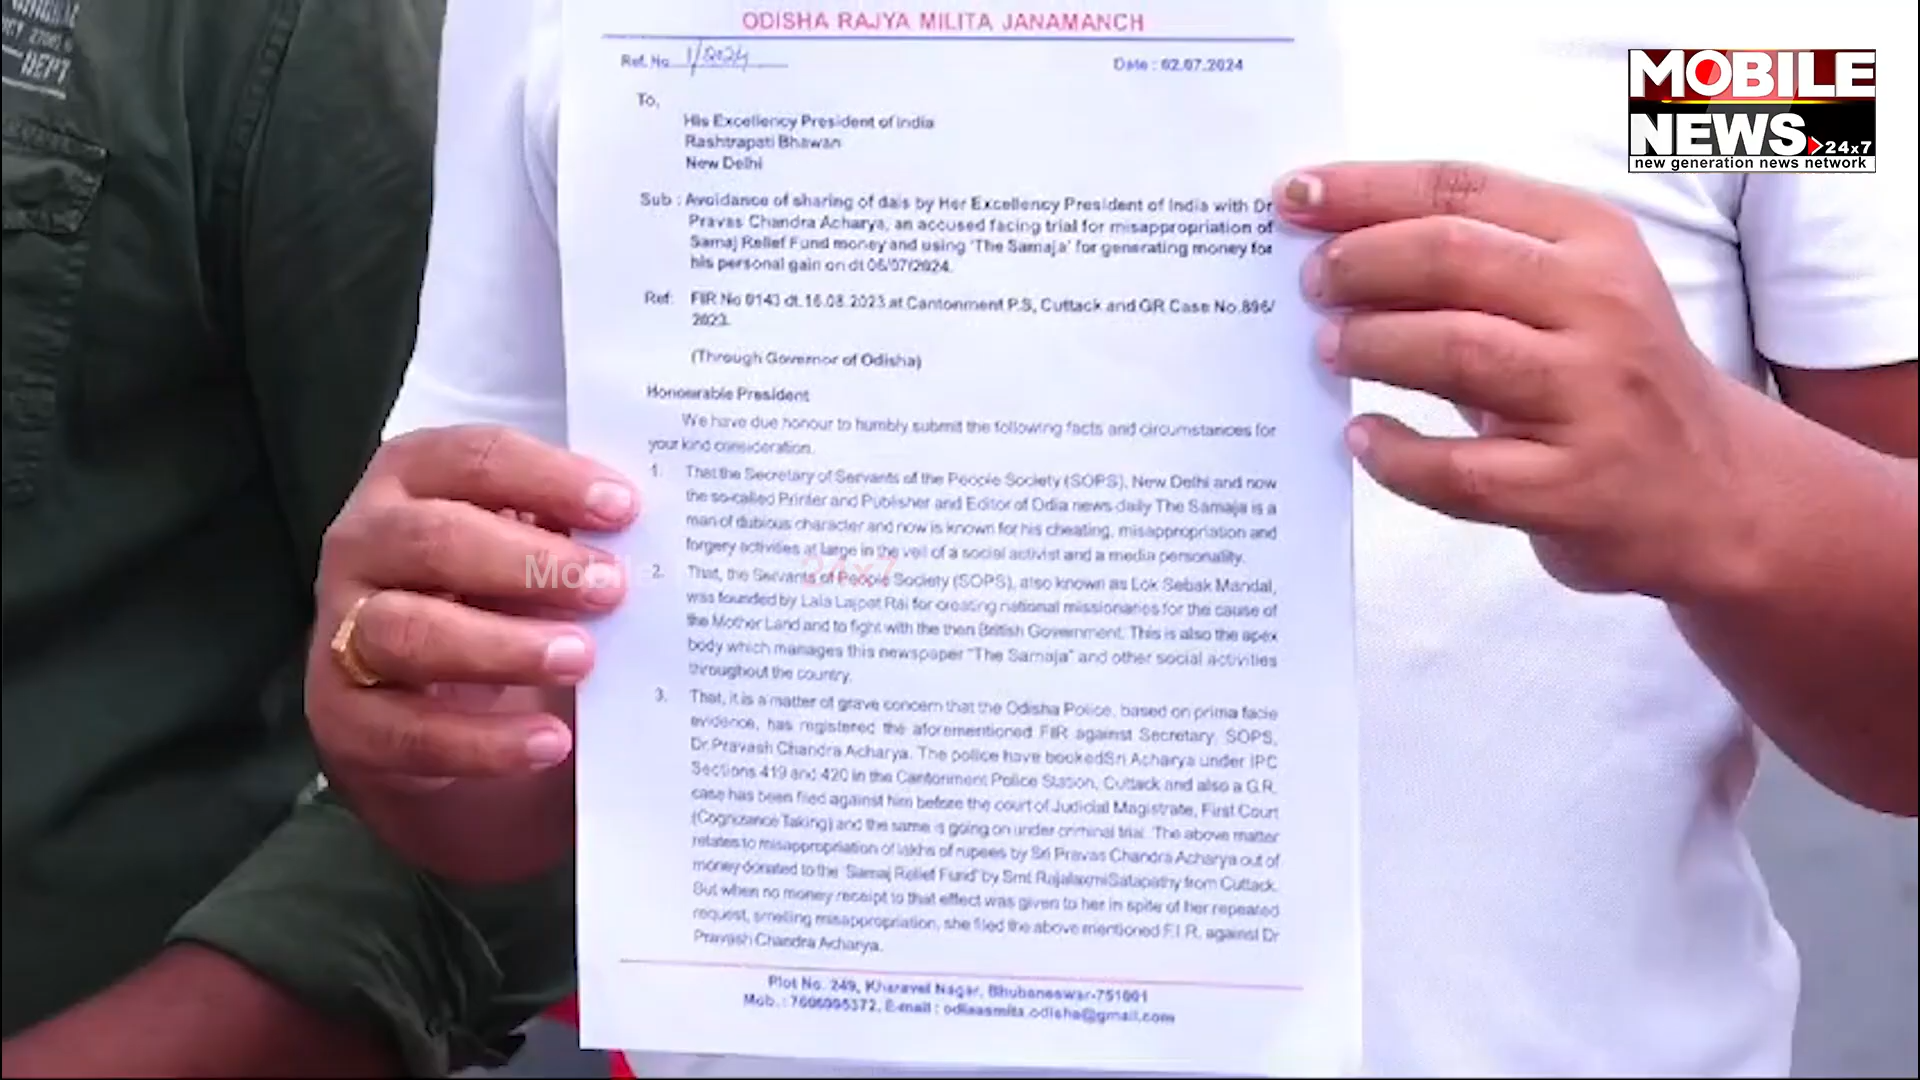 ODISHA RAJYA MILITA JANAMANCH
Ref. No 1/2024
Date : 02.07.2024
To,
His Excellency President of India
Rashtrapati Bhawan
New Delhi
Sub : Avoidance of sharing of dais by Her Excellency President of India with Dr
Pravas Chandra Acharya, an accused facing trial for misappropriation of
Samaj Relief Fund money and using 'The Samaja' for generating money for
his personal gain on dt 06/07/2024.
Ref: FIR No 0143 dt. 16.08.2023 at Cantonment P.S, Cuttack and GR Case No.896/
2023.
(Through Governor of Odisha)
Honourable President
We have due honour to humbly submit the following facts and circumstances for
your kind consideration.
1. That the Secretary of Servants of the People Society (SOPS), New Delhi and now
the so-called Printer and Publisher and Editor of Odia news daily The Samaja is a
man of dubious character and now is known for his cheating, misappropriation and
forgery activities at large in the veil of a social activist and a media personality.
2. That, the Servants of People Society (SOPS), also known as Lok Sebak Mandal,
was founded by Lala Lajpat Rai for creating national missionaries for the cause of
the Mother Land and to fight with the then British Government. This is also the apex
body which manages this newspaper "The Samaja" and other social activities
throughout the country.
3. That, it is a matter of grave concern that the Odisha Police, based on prima facie
evidence, has registered the aforementioned FIR against Secretary, SOPS,
Dr.Pravash Chandra Acharya. The police have bookedSri Acharya under IPC
Sections 419 and 420 in the Cantonment Police Station, Cuttack and also a G.R.
case has been filed against him before the court of Judicial Magistrate, First Court
(Cognisance Taking) and the same is going on under criminal trial. The above matter
relates to misappropriation of lakhs of rupees by Sri Pravas Chandra Acharya out of
money donated to the 'Samaj Relief Fund' by Smt RajalaxmiSatapathy from Cuttack.
But when no money receipt to that effect was given to her in spite of her repeated
request, smelling misappropriation, she filed the above mentioned F.I.R. against Dr
Pravash Chandra Acharya.
Plot No. 249, Kharavel Nagar, Bhubaneswar-751001
Mob. : 7606995372, E-mail : odiaasmita.odisha@gmail.com
MOBILE
NEWS 24x7
new generation news network
Mobile 24x7
DEPT